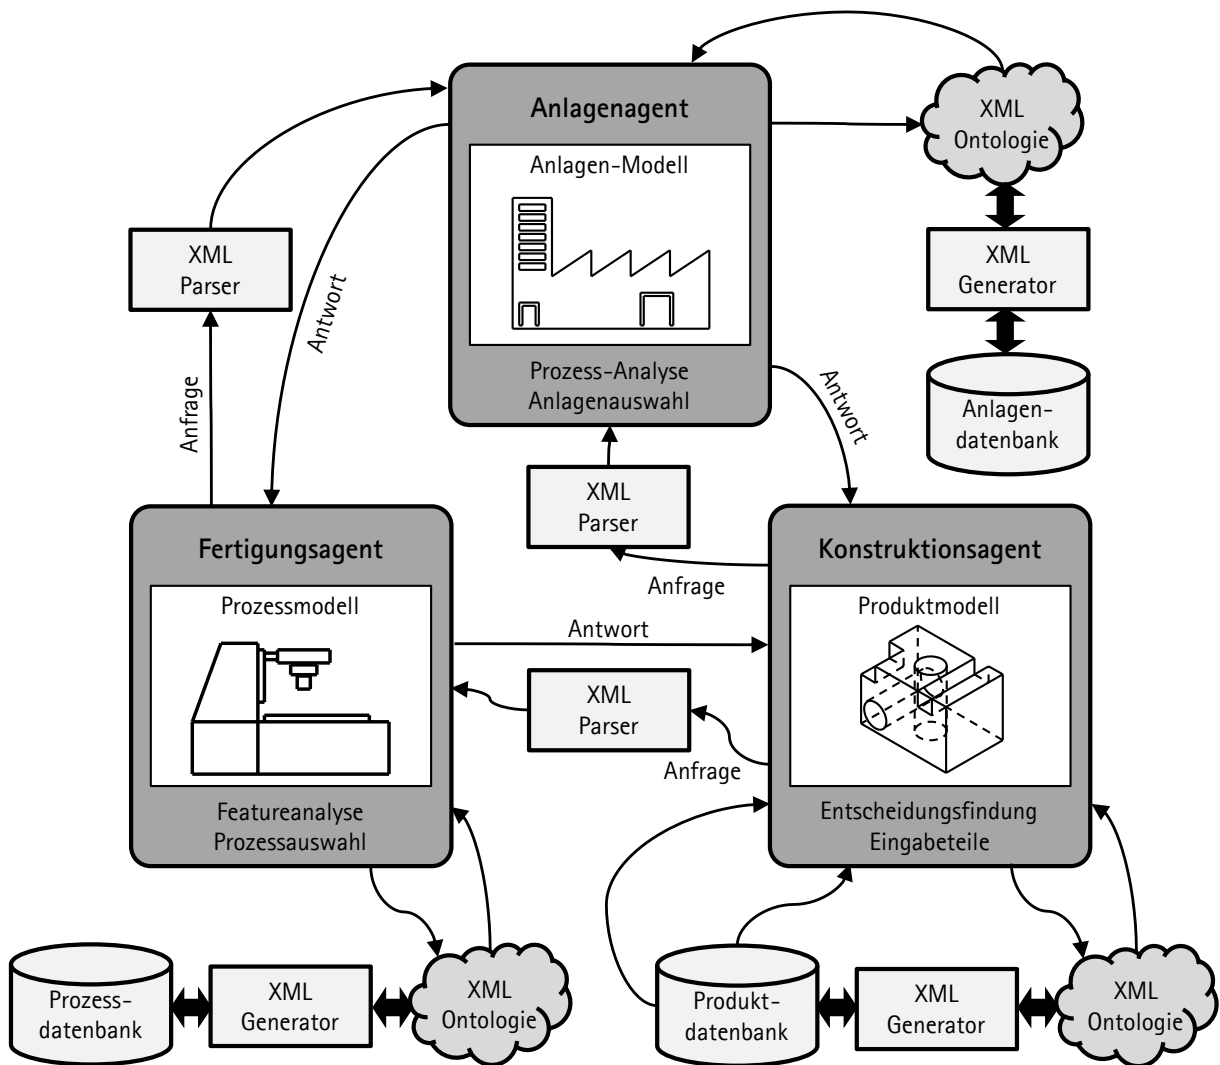 Anlagenagent
Anlagen-Modell
Prozess-Analyse
Anlagenauswahl
XML
Ontologie
XML
Generator
Anlagen-
datenbank
XML
Parser
Anfrage
Antwort
Antwort
XML
Parser
Anfrage
Fertigungsagent
Prozessmodell
Featureanalyse
Prozessauswahl
Antwort
XML
Parser
Anfrage
Konstruktionsagent
Produktmodell
Entscheidungsfindung
Eingabeteile
Prozess-
datenbank
XML
Generator
XML
Ontologie
Produkt-
datenbank
XML
Generator
XML
Ontologie